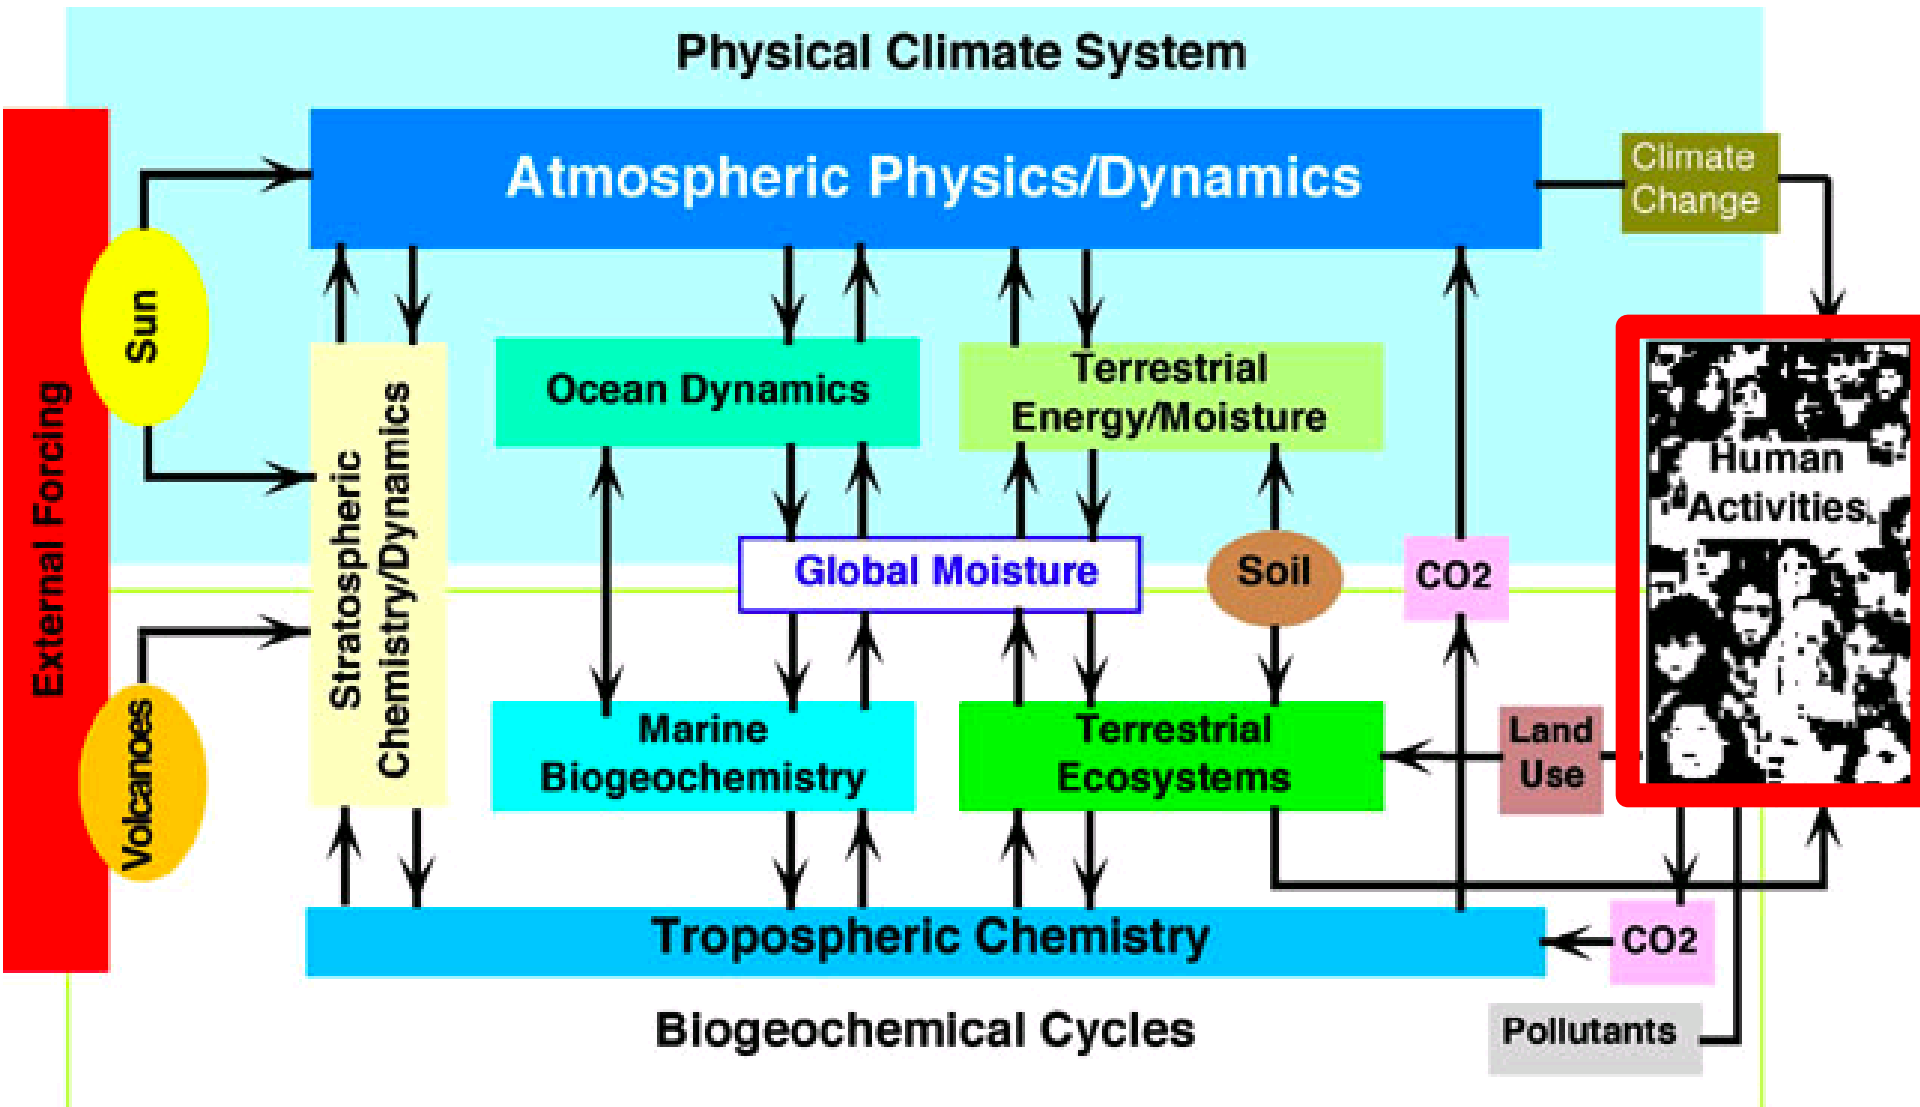 Physical Climate System
Atmospheric Physics/Dynamics
Climate
Change
External Forcing
Sun
Stratospheric
Chemistry/Dynamics
Ocean Dynamics
Terrestrial
Energy/Moisture
Human
Activities
Global Moisture
Soil
CO2
Volcanoes
Marine
Biogeochemistry
Terrestrial
Ecosystems
Land
Use
Tropospheric Chemistry
CO2
Biogeochemical Cycles
Pollutants